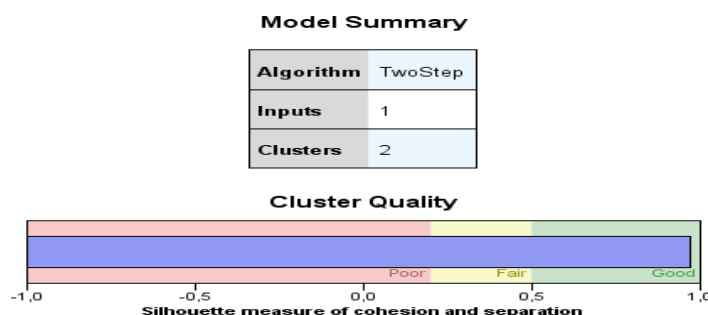 Model Summary
Algorithm TwoStep
Inputs 1
Clusters 2
Cluster Quality
Poor Fair Good
-1,0 -0,5 0,0 0,5 1,0
Silhouette measure of cohesion and separation